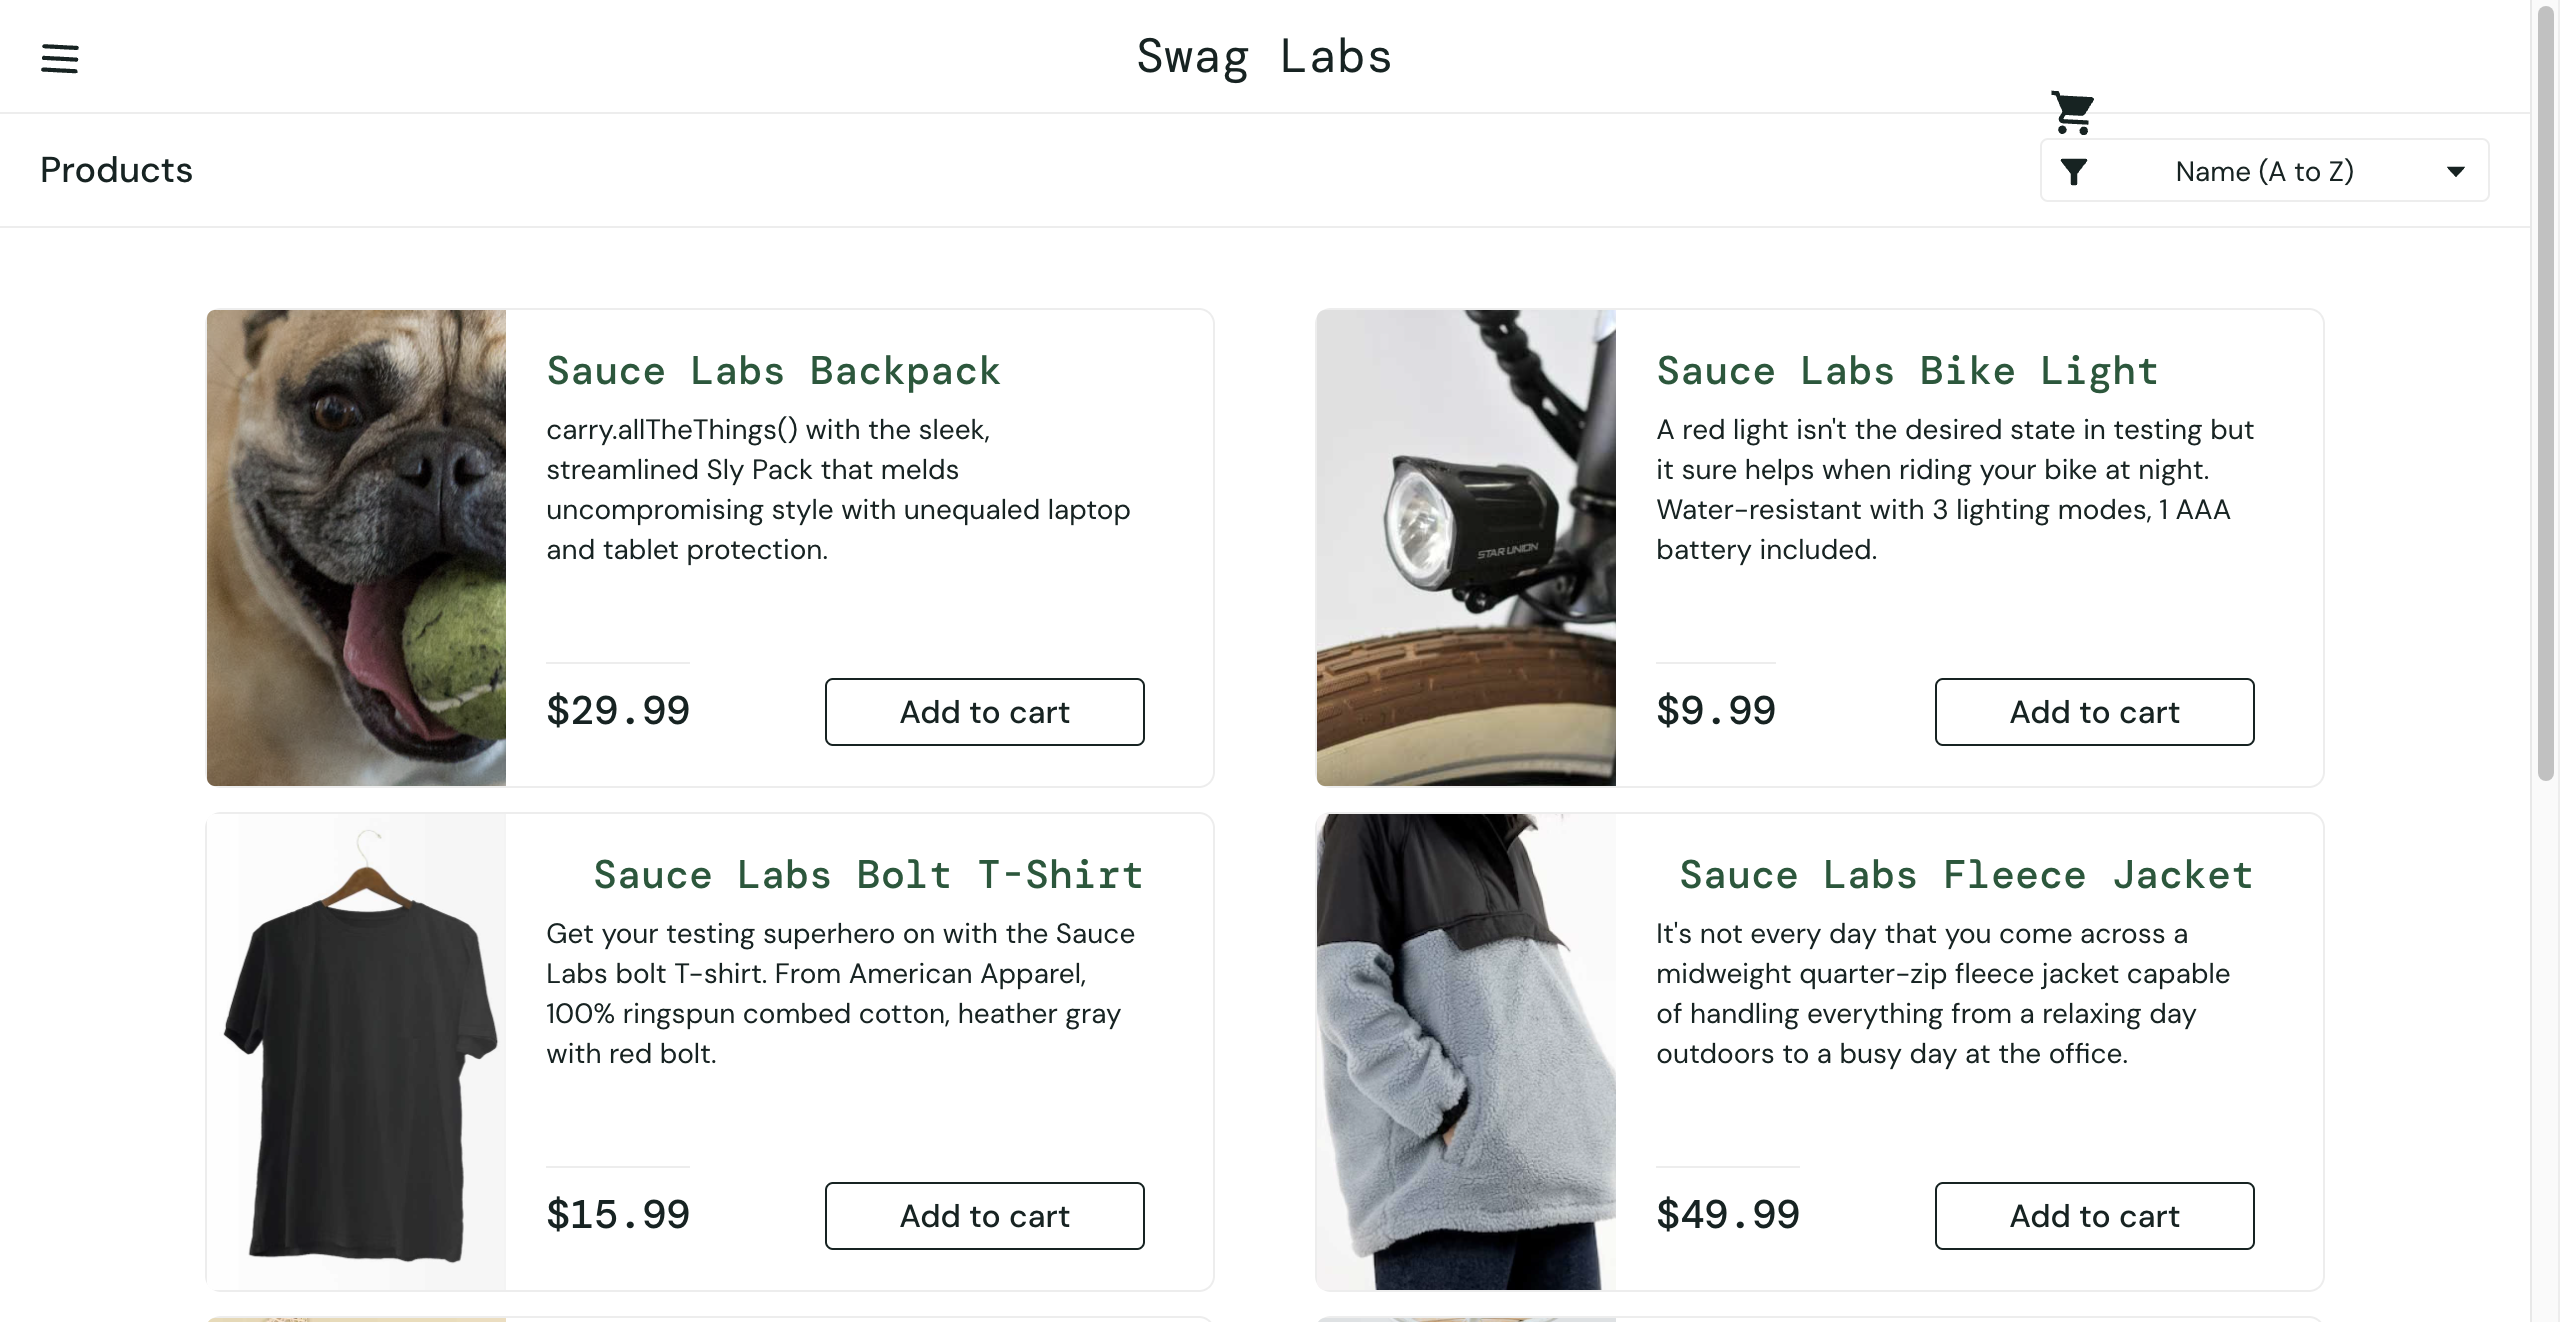 Swag Labs
Products
Name (A to Z)
Sauce Labs Backpack
carry.allTheThings() with the sleek,
streamlined Sly Pack that melds
uncompromising style with unequaled laptop
and tablet protection.
$29.99
Add to cart
Sauce Labs Bike Light
A red light isn't the desired state in testing but
it sure helps when riding your bike at night.
Water-resistant with 3 lighting modes, 1 AAA
battery included.
STAR UNION
$9.99
Add to cart
Sauce Labs Bolt T-Shirt
Get your testing superhero on with the Sauce
Labs bolt T-shirt. From American Apparel,
100% ringspun combed cotton, heather gray
with red bolt.
$15.99
Add to cart
Sauce Labs Fleece Jacket
It's not every day that you come across a
midweight quarter-zip fleece jacket capable
of handling everything from a relaxing day
outdoors to a busy day at the office.
$49.99
Add to cart